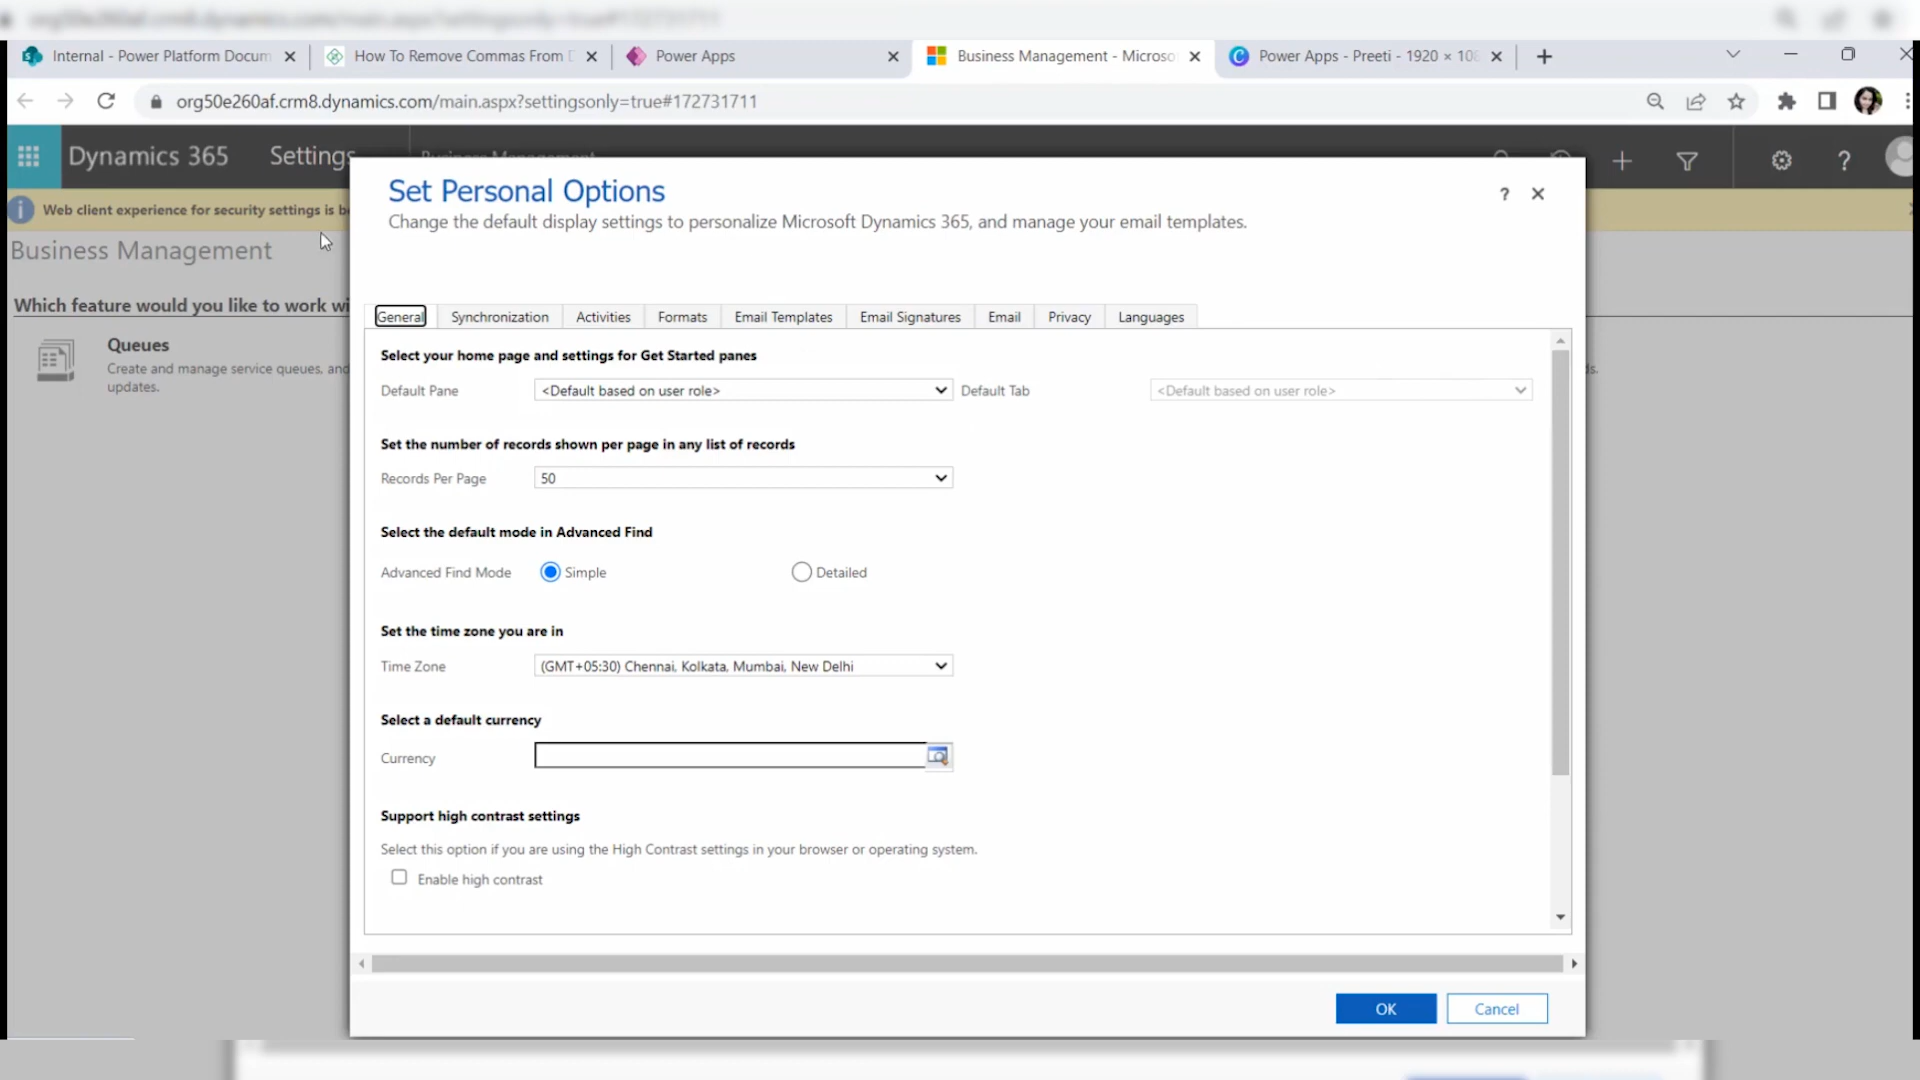 Internal - Power Platform Docum
How To Remove Commas From D
Power Apps
Business Management - Microso
Power Apps - Preeti - 1920 × 108
org50e260af.crm8.dynamics.com/main.aspx?settingsonly=true#172731711
Dynamics 365
Settings
Business Management
Web client experience for security settings is b
Business Management
Which feature would you like to work wi
Queues
Create and manage service queues, and
updates.
Set Personal Options
Change the default display settings to personalize Microsoft Dynamics 365, and manage your email templates.
General
Synchronization
Activities
Formats
Email Templates
Email Signatures
Email
Privacy
Languages
Select your home page and settings for Get Started panes
Default Pane
<Default based on user role>
Default Tab
<Default based on user role>
Set the number of records shown per page in any list of records
Records Per Page
50
Select the default mode in Advanced Find
Advanced Find Mode
Simple
Detailed
Set the time zone you are in
Time Zone
(GMT+05:30) Chennai, Kolkata, Mumbai, New Delhi
Select a default currency
Currency
Support high contrast settings
Select this option if you are using the High Contrast settings in your browser or operating system.
Enable high contrast
OK
Cancel